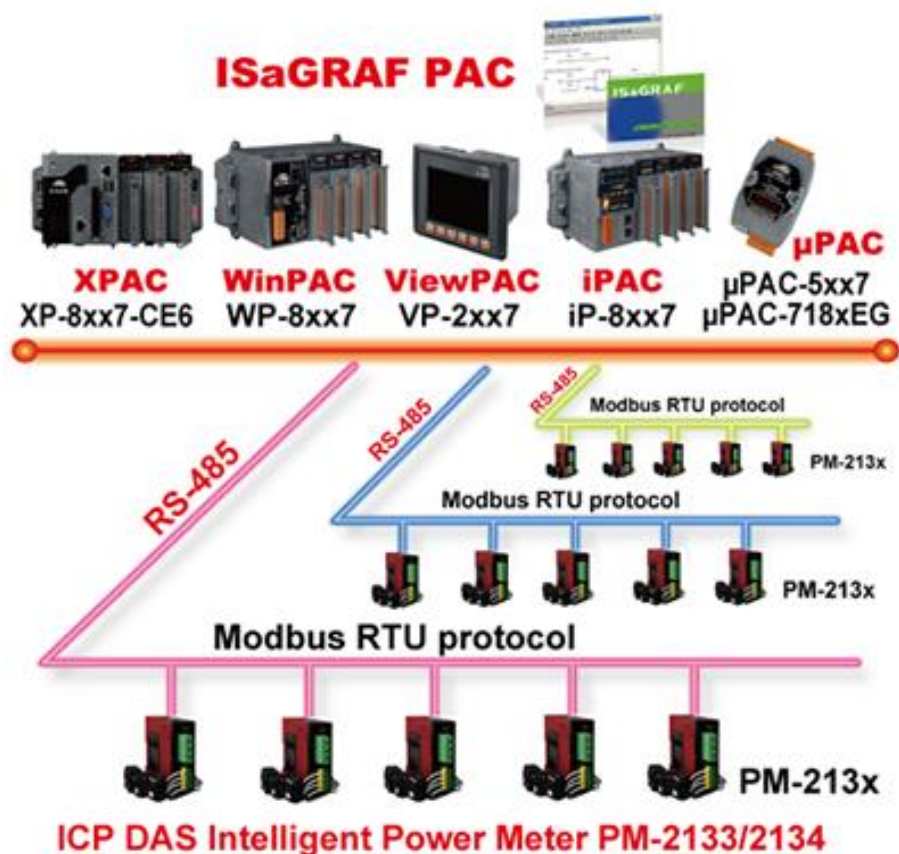 ISaGRAF PAC
ISaGRAF
XPAC
XP-8xx7-CE6
WinPAC
WP-8xx7
ViewPAC
VP-2xx7
iPAC
iP-8xx7
µPAC
µPAC-5xx7
µPAC-718xEG
RS-485
RS-485
RS-485
Modbus RTU protocol
PM-213x
Modbus RTU protocol
PM-213x
Modbus RTU protocol
PM-213x
ICP DAS Intelligent Power Meter PM-2133/2134